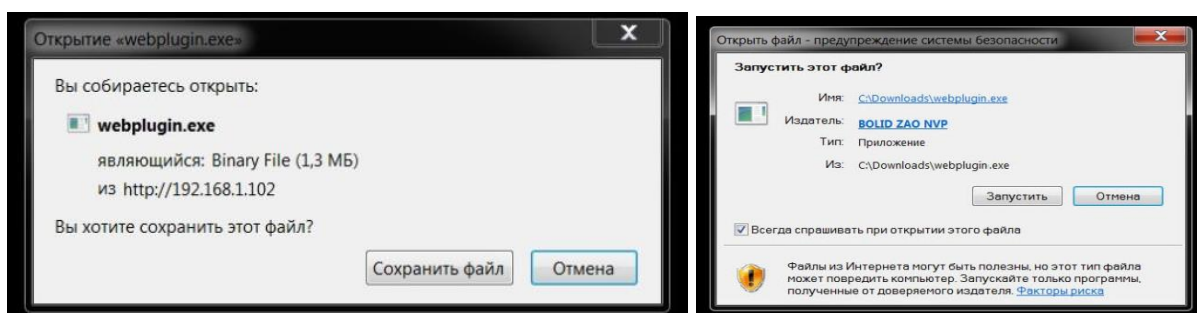 Открытие «webplugin.exe»
Вы собираетесь открыть:
webplugin.exe
являющийся: Binary File (1,3 МБ)
из http://192.168.1.102
Вы хотите сохранить этот файл?
Сохранить файл
Отмена
Открыть файл - предупреждение системы безопасности
Запустить этот файл?
Имя: C:\Downloads\webplugin.exe
Издатель: BOLID ZAO NVP
Тип: Приложение
Из: C:\Downloads\webplugin.exe
Запустить
Отмена
Всегда спрашивать при открытии этого файла
Файлы из Интернета могут быть полезны, но этот тип файла
может повредить компьютер. Запускайте только программы,
полученные от доверяемого издателя. Факторы риска